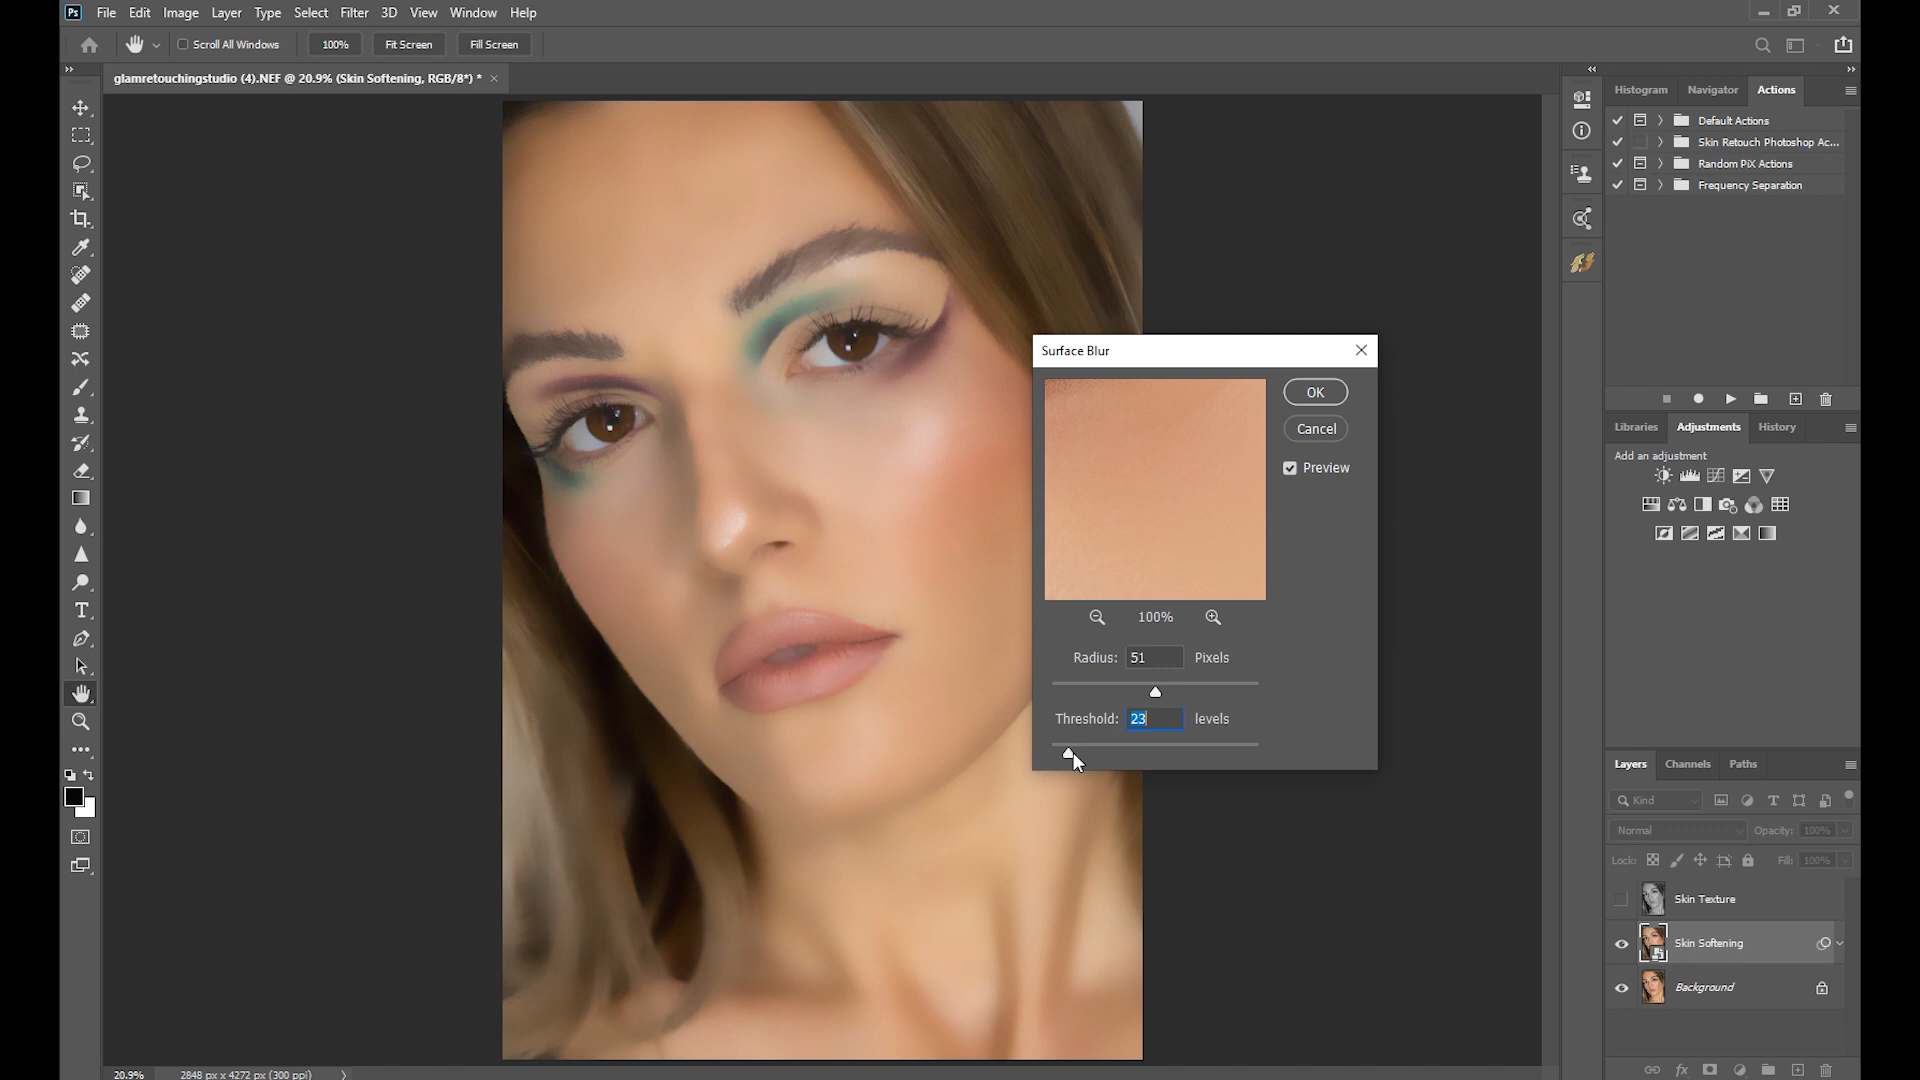 Ps File Edit Image Layer Type Select Filter 3D View Window Help
Scroll All Windows 100% Fit Screen Fill Screen
glamretouchingstudio (4).NEF @ 20.9% (Skin Softening, RGB/8*) *
Histogram Navigator Actions
Default Actions
Skin Retouch Photoshop Ac...
Random PiX Actions
Frequency Separation
Surface Blur
OK
Cancel
Preview
100%
Radius: 51 Pixels
Threshold: 23 levels
Libraries Adjustments History
Add an adjustment
Layers Channels Paths
Kind
Normal Opacity: 100%
Lock: Fill: 100%
Skin Texture
Skin Softening
Background
20.9% 2848 px x 4272 px (300 ppi)